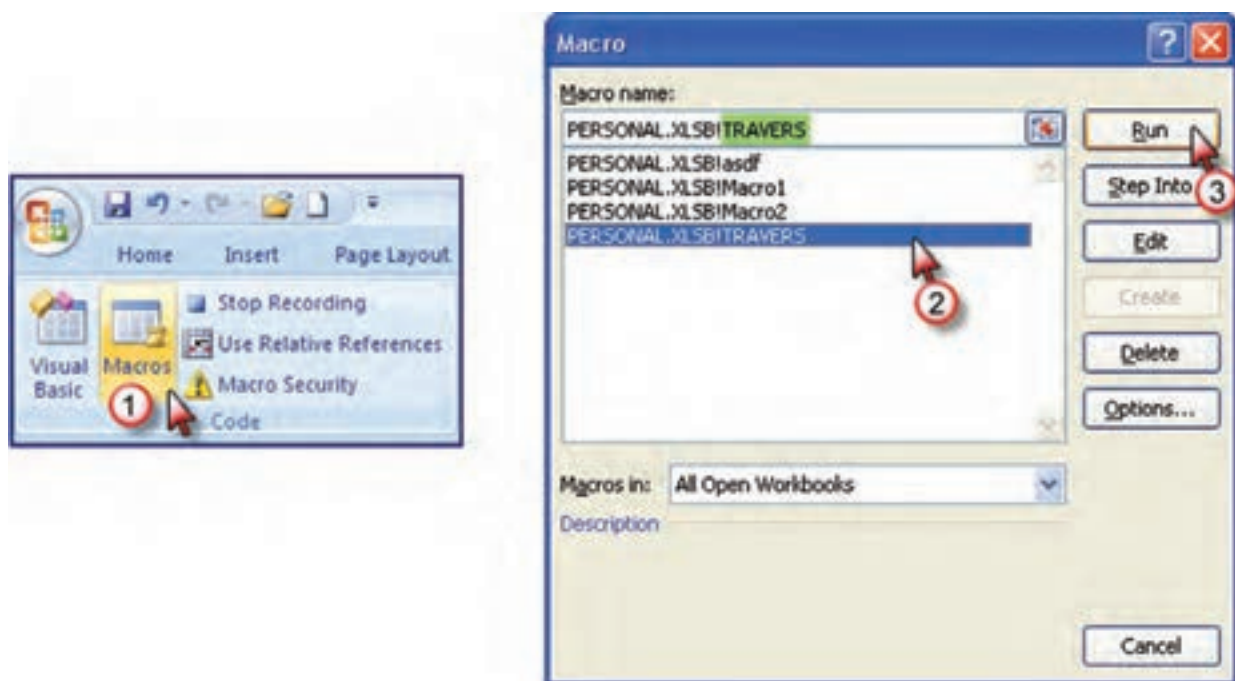 Home Insert Page Layout
Visual Basic
Macros
Stop Recording
Use Relative References
Macro Security
Code
1
Macro
Macro name:
PERSONAL.XLSB!TRAVERS
PERSONAL.XLSB!asdf
PERSONAL.XLSB!Macro1
PERSONAL.XLSB!Macro2
PERSONAL.XLSB!TRAVERS
2
Run
3
Step Into
Edit
Create
Delete
Options...
Macros in: All Open Workbooks
Description
Cancel